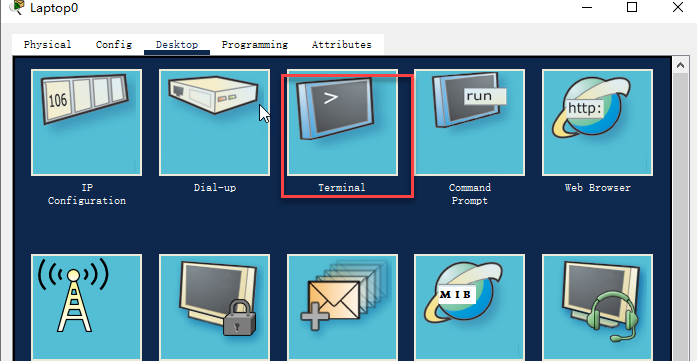 Laptop0
Physical Config Desktop Programming Attributes
106
>
run
http:
IP
Configuration
Dial-up
Terminal
Command
Prompt
Web Browser
MIB